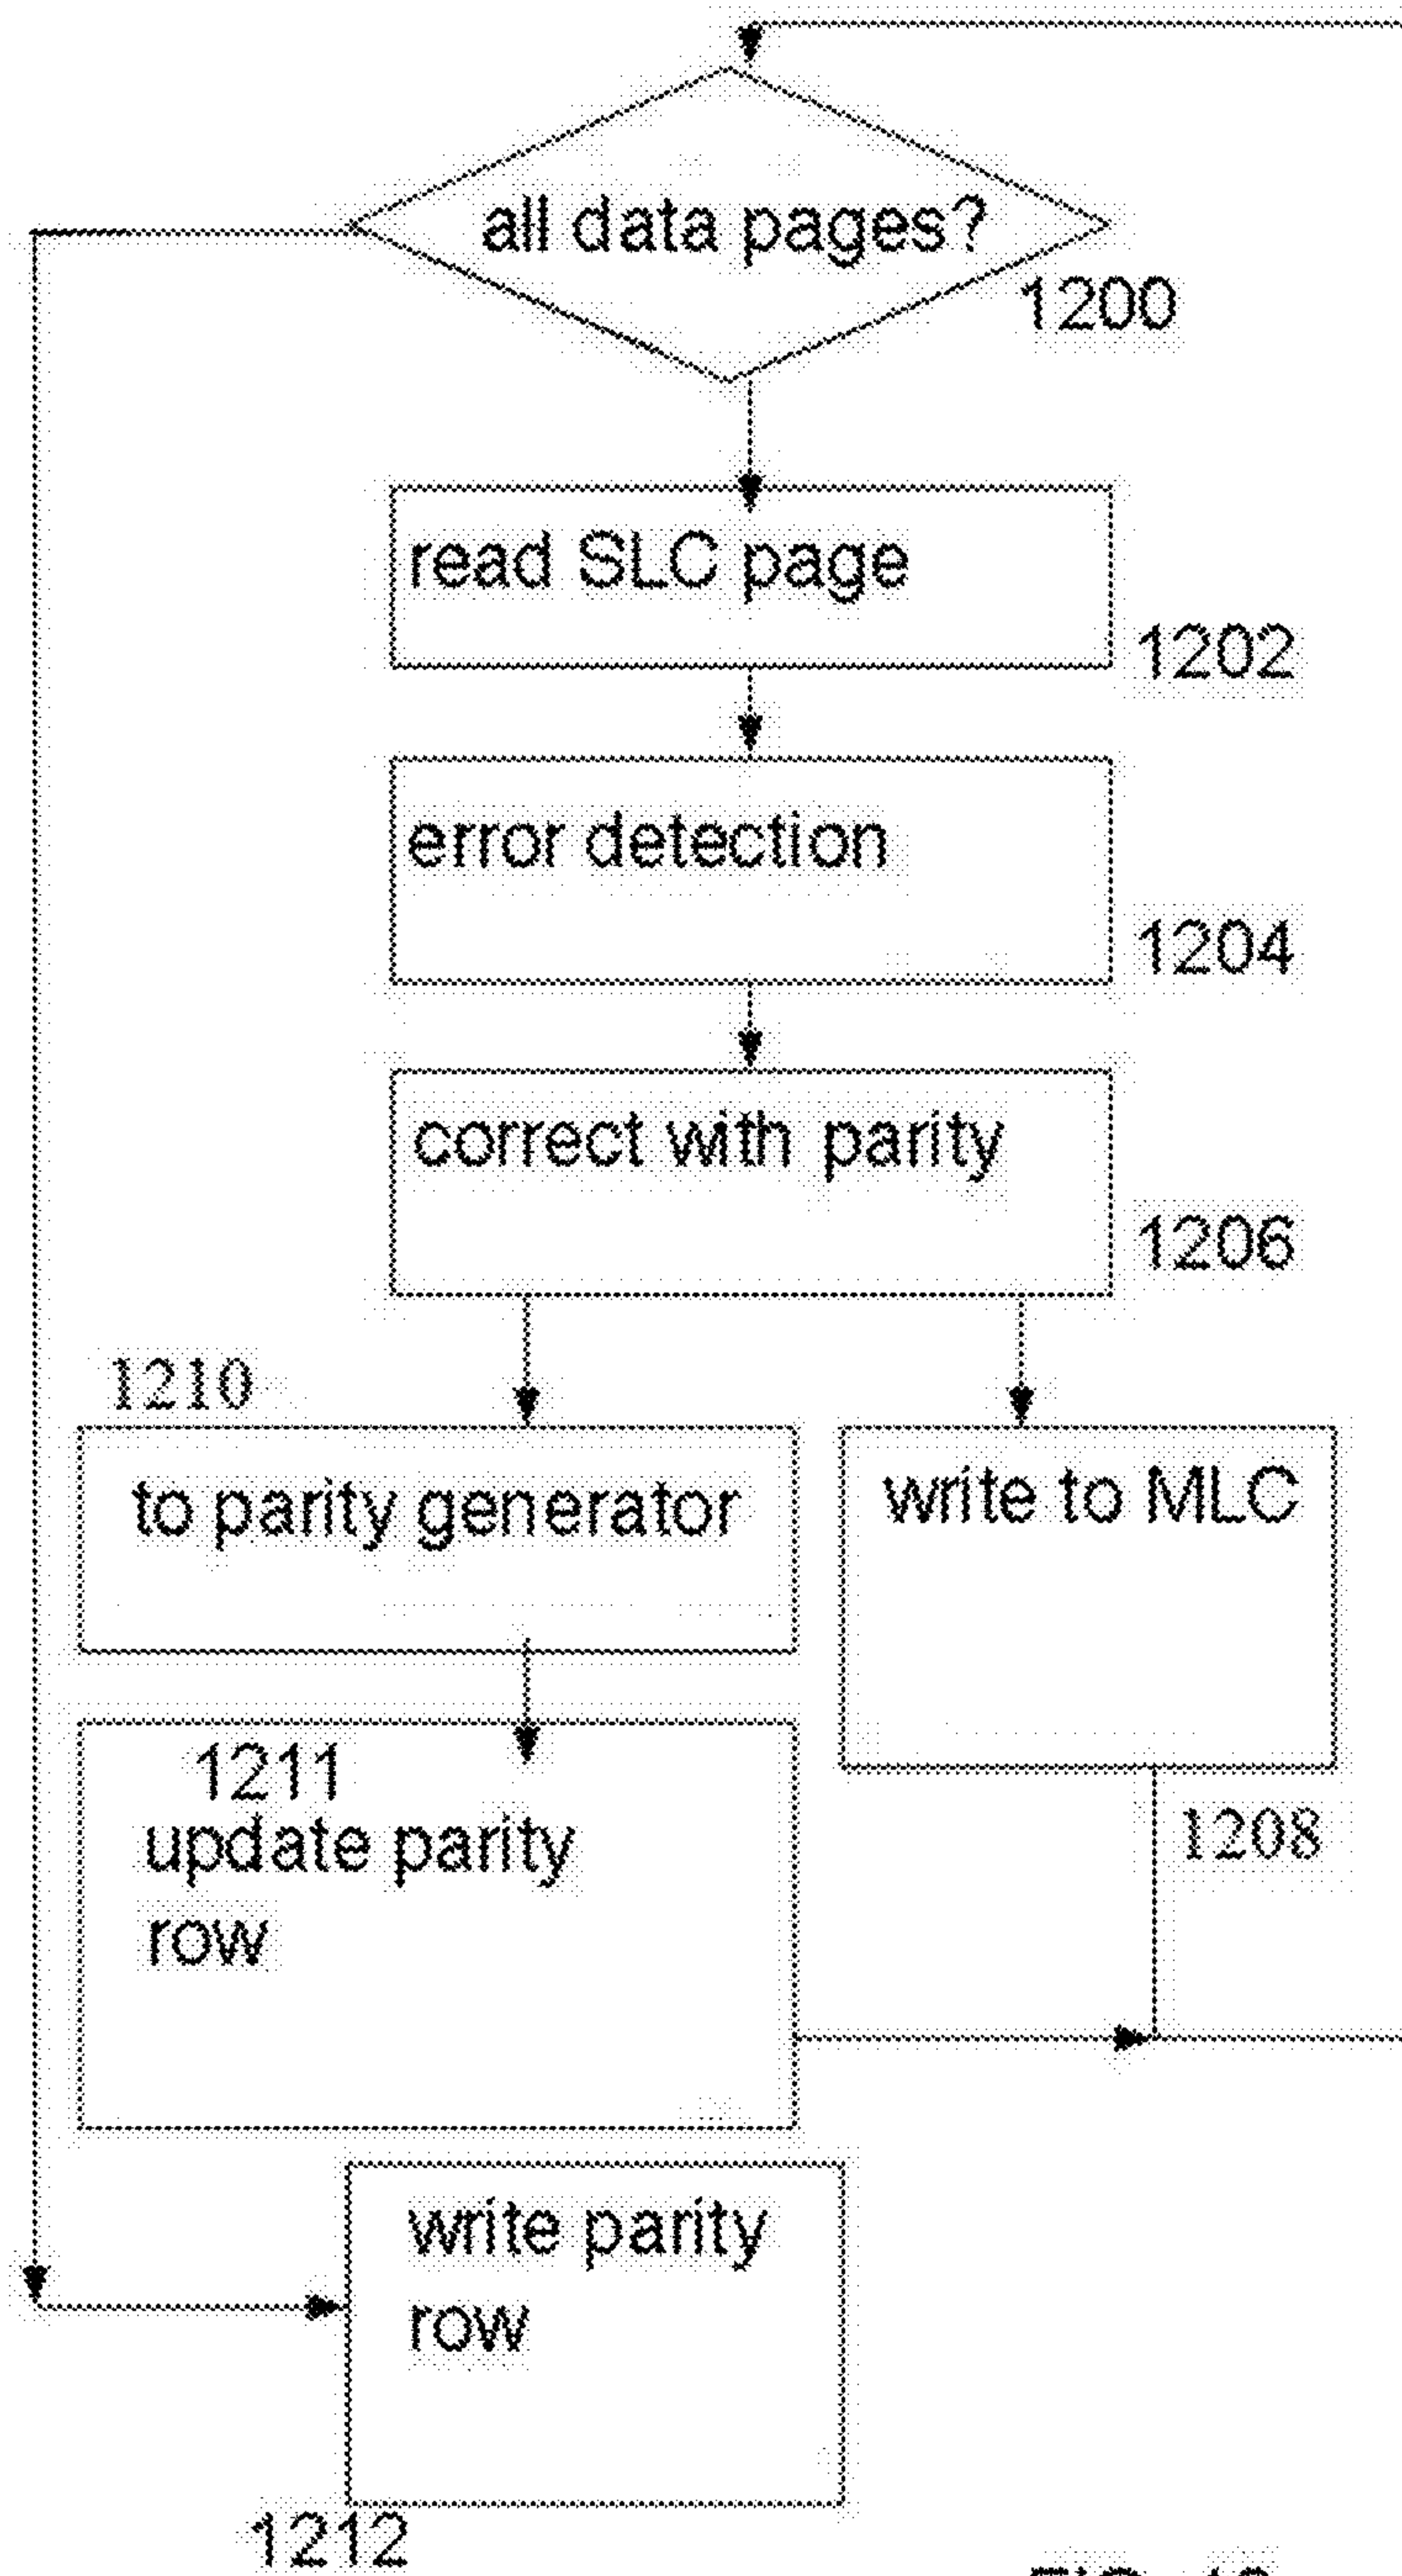 all data pages?
1200
read SLC page
1202
error detection
1204
correct with parity
1206
1210
to parity generator
write to MLC
1211
update parity
row
1208
write parity
row
1212